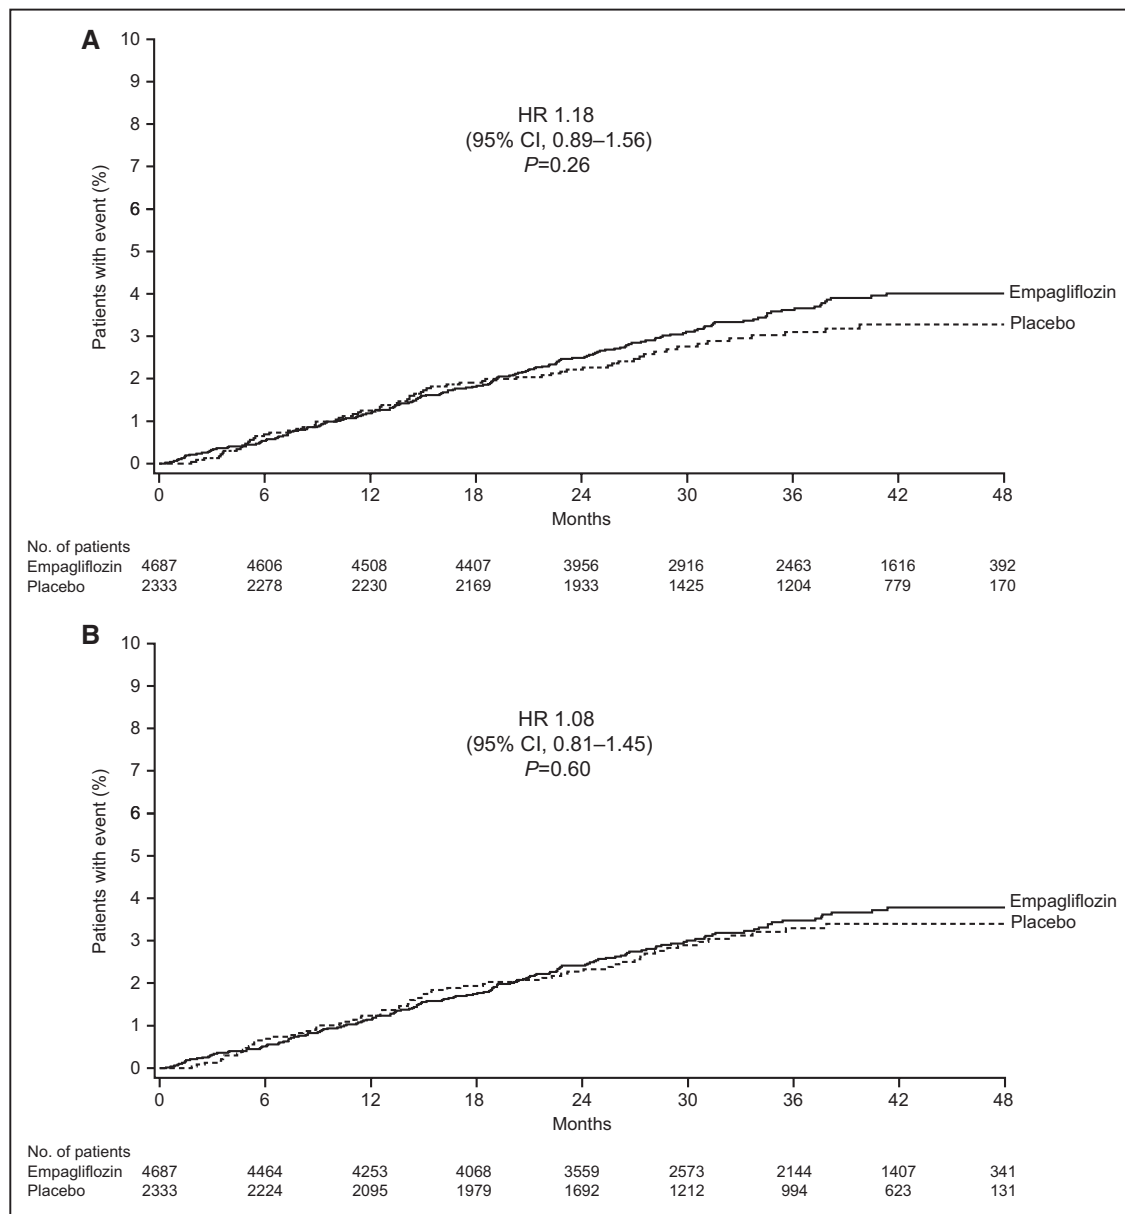 A
10
9
8
7
6
5
4
3
2
1
0
Patients with event (%)
HR 1.18
(95% CI, 0.89–1.56)
P=0.26
Empagliflozin
Placebo
0 6 12 18 24 30 36 42 48
Months
No. of patients
Empagliflozin 4687 4606 4508 4407 3956 2916 2463 1616 392
Placebo 2333 2278 2230 2169 1933 1425 1204 779 170
B
10
9
8
7
6
5
4
3
2
1
0
Patients with event (%)
HR 1.08
(95% CI, 0.81–1.45)
P=0.60
Empagliflozin
Placebo
0 6 12 18 24 30 36 42 48
Months
No. of patients
Empagliflozin 4687 4464 4253 4068 3559 2573 2144 1407 341
Placebo 2333 2224 2095 1979 1692 1212 994 623 131